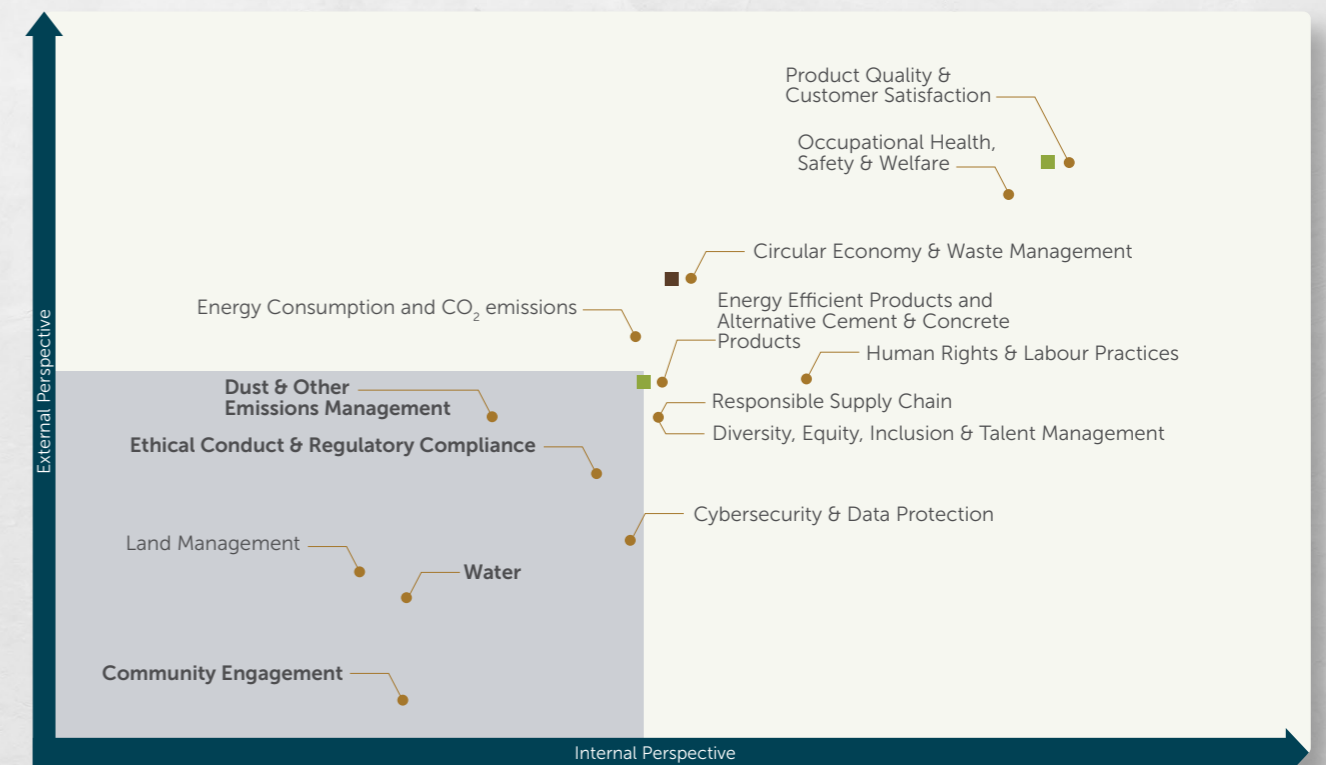 Product Quality &
Customer Satisfaction
Occupational Health,
Safety & Welfare
Circular Economy & Waste Management
Energy Consumption and CO₂ emissions
Energy Efficient Products and
Alternative Cement & Concrete
Products
Human Rights & Labour Practices
Dust & Other
Emissions Management
Responsible Supply Chain
Diversity, Equity, Inclusion & Talent Management
Ethical Conduct & Regulatory Compliance
Cybersecurity & Data Protection
Land Management
Water
Community Engagement
External Perspective
Internal Perspective